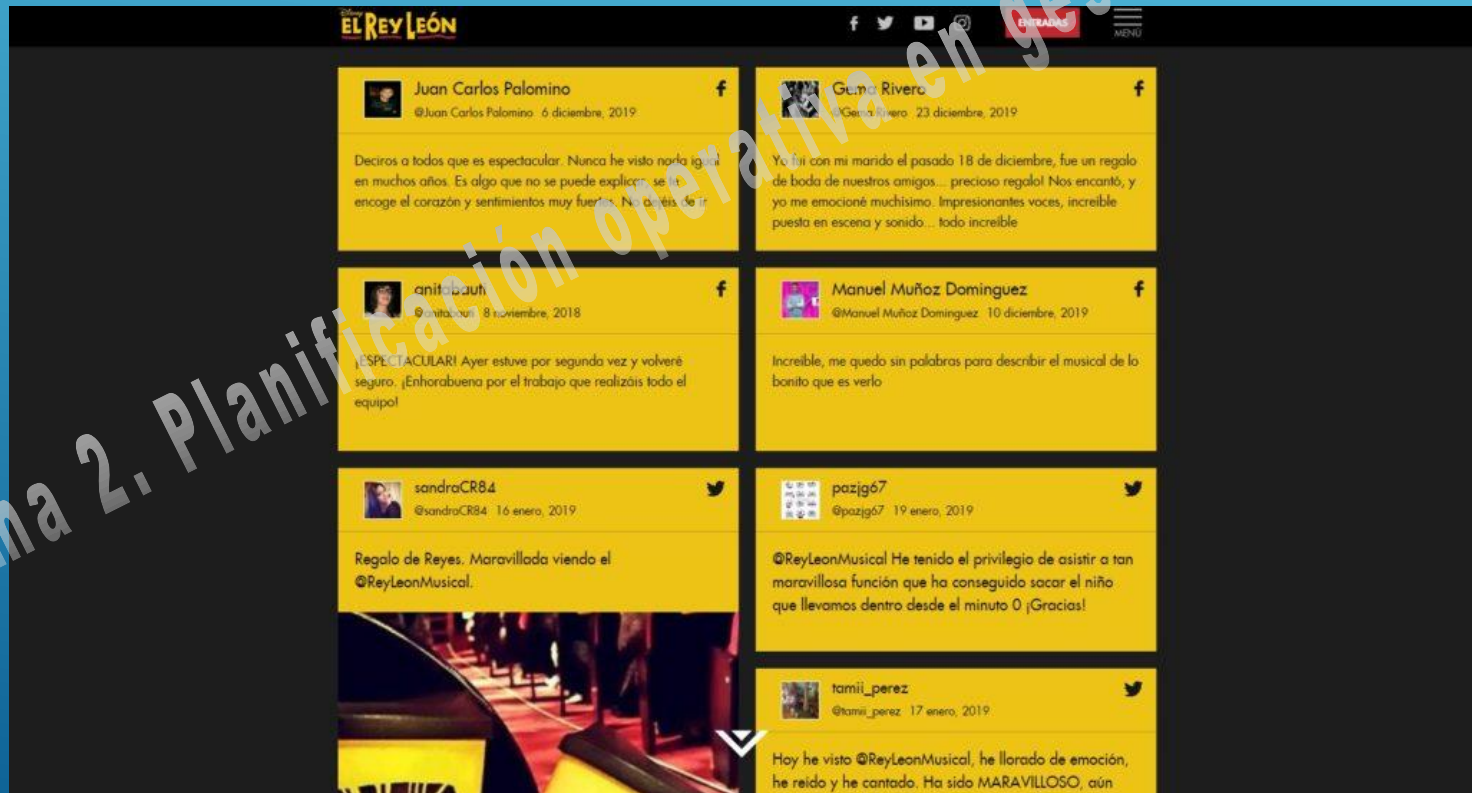 Disney
EL REY LEÓN
ENTRADAS
MENÚ
Juan Carlos Palomino
@Juan Carlos Palomino 6 diciembre, 2019
Deciros a todos que es espectacular. Nunca he visto nada igual
en muchos años. Es algo que no se puede explicar, se te
encoge el corazón y sentimientos muy fuertes. No dejéis de ir
Gema Rivero
@Gema Rivero 23 diciembre, 2019
Yo fui con mi marido el pasado 18 de diciembre, fue un regalo
de boda de nuestros amigos... precioso regalo! Nos encantó, y
yo me emocioné muchísimo. Impresionantes voces, increíble
puesta en escena y sonido... todo increíble
anitabauti
@anitabauti 8 noviembre, 2018
¡ESPECTACULAR! Ayer estuve por segunda vez y volveré
seguro. ¡Enhorabuena por el trabajo que realizáis todo el
equipo!
Manuel Muñoz Dominguez
@Manuel Muñoz Dominguez 10 diciembre, 2019
Increíble, me quedo sin palabras para describir el musical de lo
bonito que es verlo
sandraCR84
@sandraCR84 16 enero, 2019
Regalo de Reyes. Maravillada viendo el
@ReyLeonMusical.
pazjg67
@pazjg67 19 enero, 2019
@ReyLeonMusical He tenido el privilegio de asistir a tan
maravillosa función que ha conseguido sacar el niño
que llevamos dentro desde el minuto 0 ¡Gracias!
tamii_perez
@tamii_perez 17 enero, 2019
Hoy he visto @ReyLeonMusical, he llorado de emoción,
he reído y he cantado. Ha sido MARAVILLOSO, aún
ma 2. Planificación operativa en ges